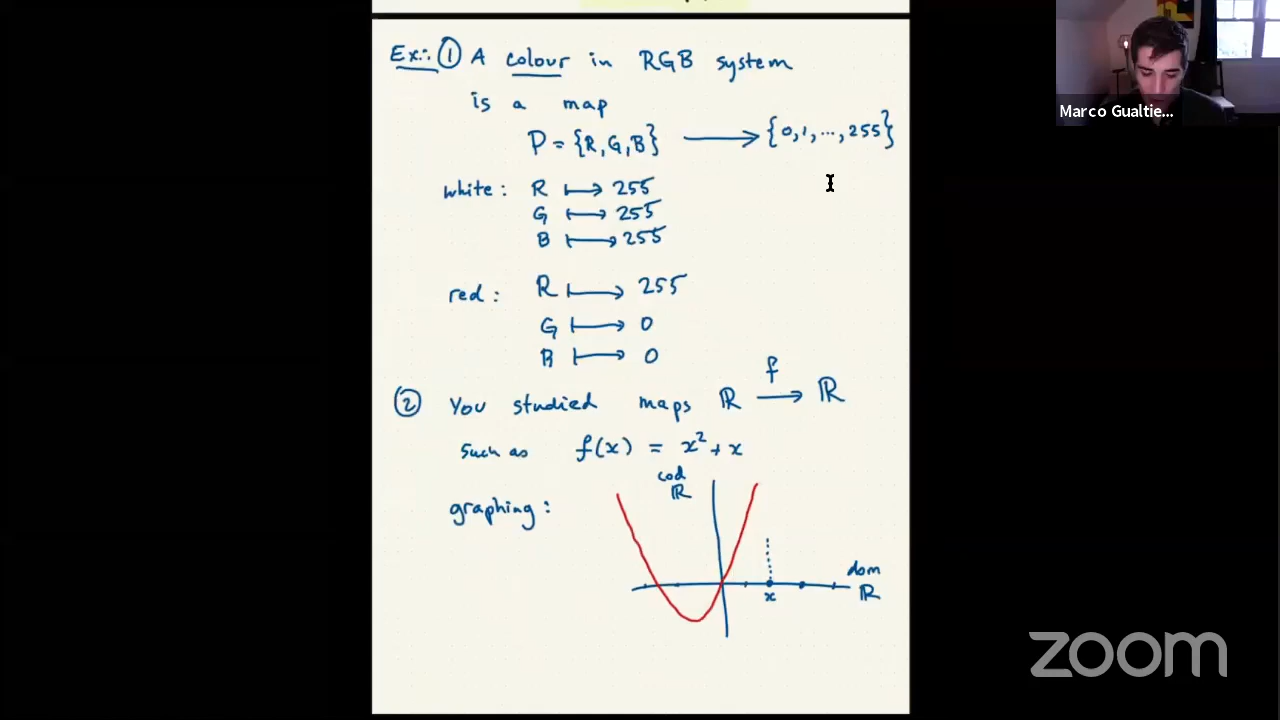 Ex: ① A colour in RGB system
is a map
P = {R, G, B} ⟶ {0, 1, ..., 255}
white: R ⟼ 255
G ⟼ 255
B ⟼ 255
red: R ⟼ 255
G ⟼ 0
B ⟼ 0
② You studied maps ℝ f⟶ ℝ
such as f(x) = x² + x
graphing:
cod
ℝ
dom
ℝ
x
Marco Gualtie...
zoom